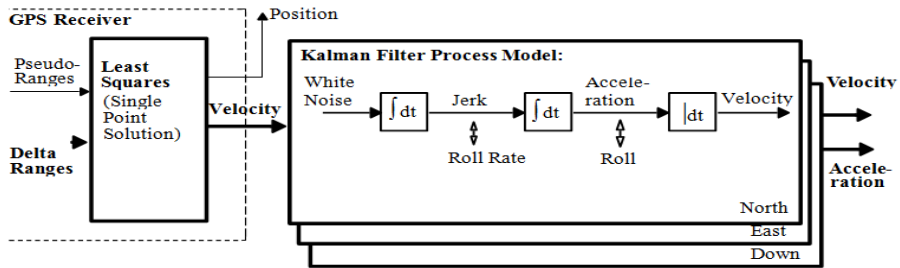 GPS Receiver
Position
Pseudo-
Ranges
Least
Squares
(Single
Point
Solution)
Velocity
Delta
Ranges
Kalman Filter Process Model:
White
Noise
∫dt
Jerk
∫dt
Accele-
ration
|dt
Velocity
Roll Rate
Roll
North
East
Down
Velocity
Accele-
ration